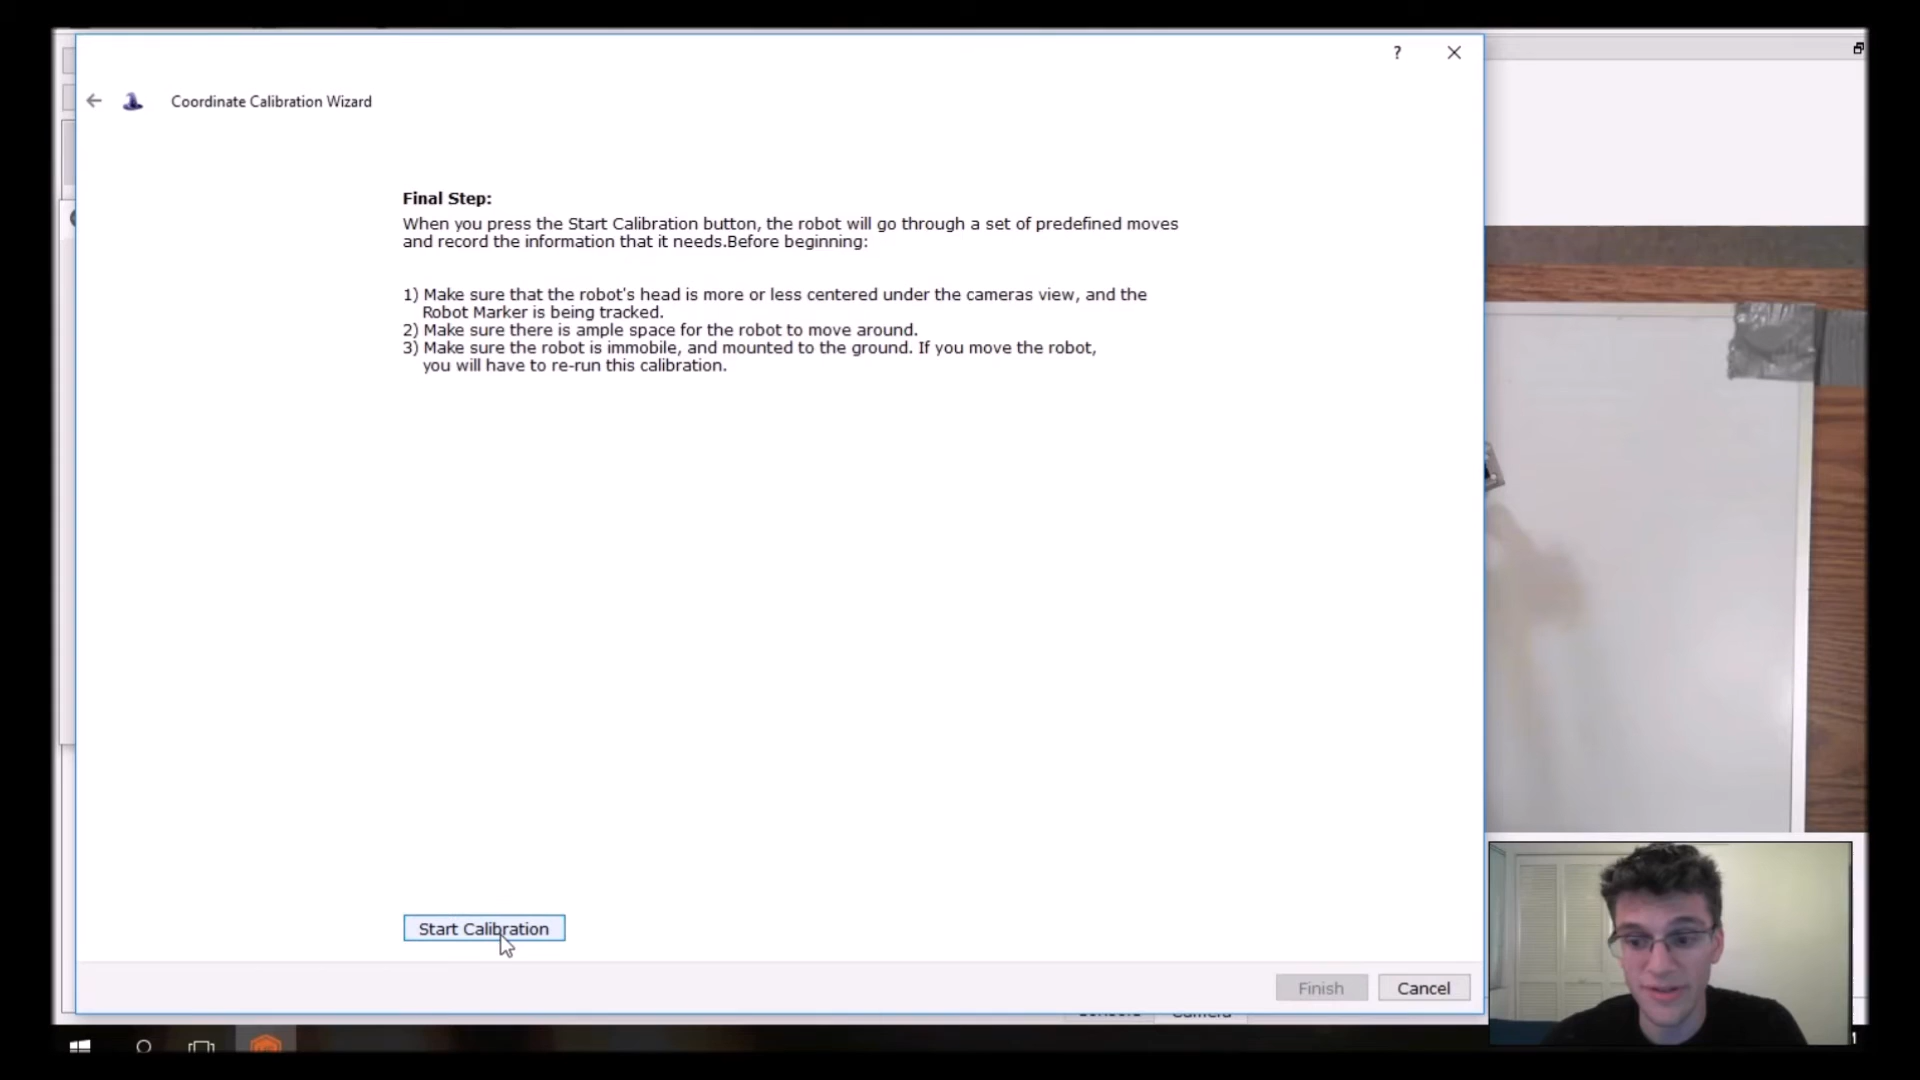 ?
Coordinate Calibration Wizard
Final Step:
When you press the Start Calibration button, the robot will go through a set of predefined moves
and record the information that it needs.Before beginning:
1) Make sure that the robot's head is more or less centered under the cameras view, and the
Robot Marker is being tracked.
2) Make sure there is ample space for the robot to move around.
3) Make sure the robot is immobile, and mounted to the ground. If you move the robot,
you will have to re-run this calibration.
Start Calibration
Finish
Cancel